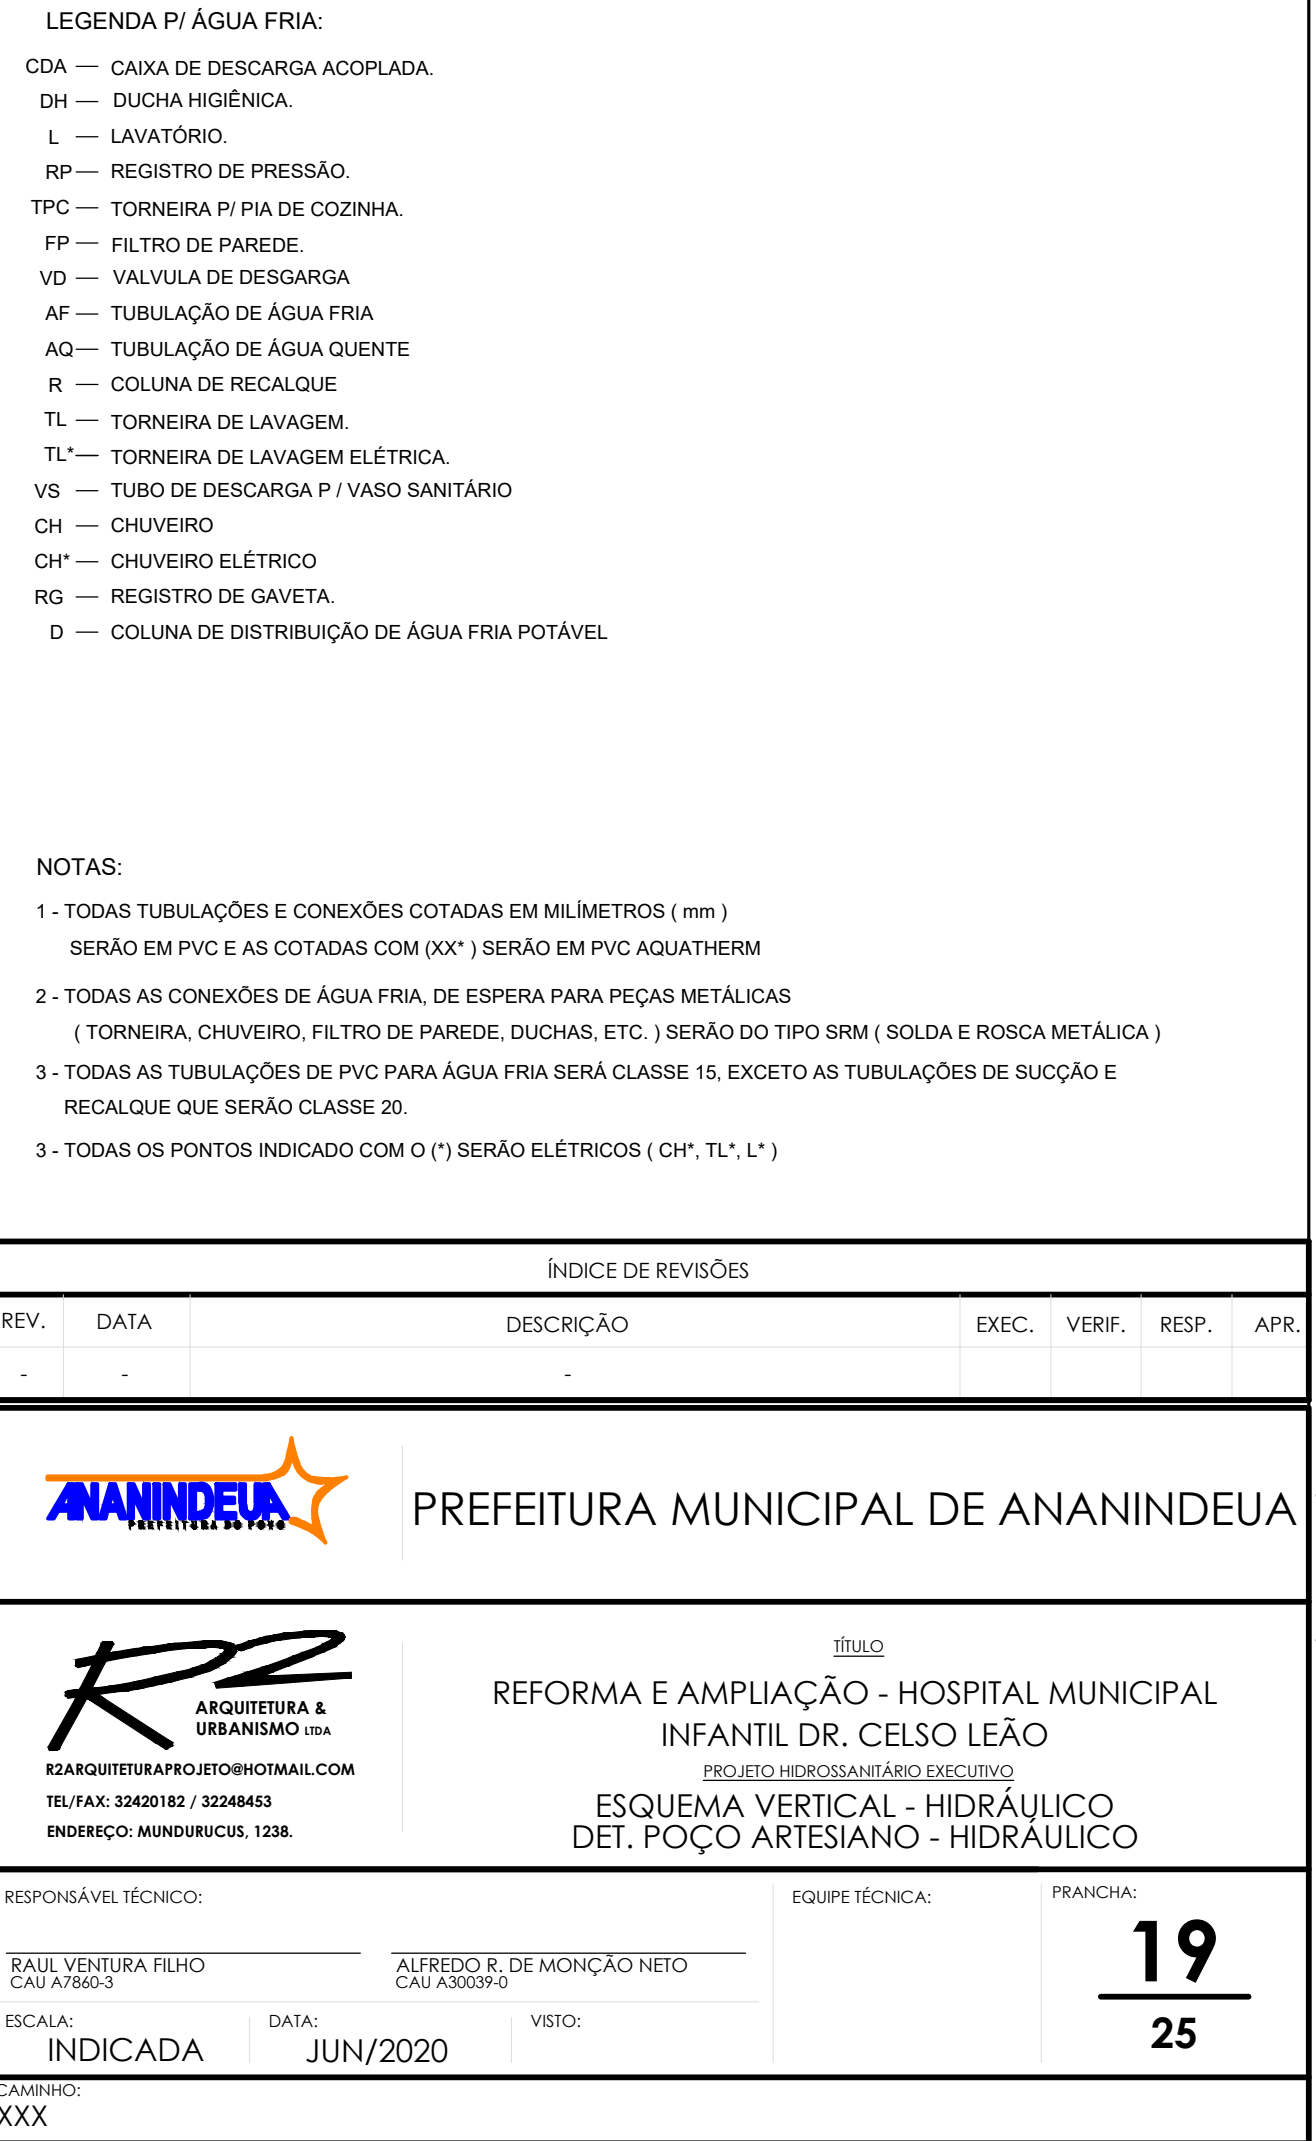 LEGENDA P/ ÁGUA FRIA:
CDA — CAIXA DE DESCARGA ACOPLADA.
DH — DUCHA HIGIÊNICA.
L — LAVATÓRIO.
RP — REGISTRO DE PRESSÃO.
TPC — TORNEIRA P/ PIA DE COZINHA.
FP — FILTRO DE PAREDE.
VD — VALVULA DE DESGARGA
AF — TUBULAÇÃO DE ÁGUA FRIA
AQ — TUBULAÇÃO DE ÁGUA QUENTE
R — COLUNA DE RECALQUE
TL — TORNEIRA DE LAVAGEM.
TL* — TORNEIRA DE LAVAGEM ELÉTRICA.
VS — TUBO DE DESCARGA P / VASO SANITÁRIO
CH — CHUVEIRO
CH* — CHUVEIRO ELÉTRICO
RG — REGISTRO DE GAVETA.
D — COLUNA DE DISTRIBUIÇÃO DE ÁGUA FRIA POTÁVEL
NOTAS:
1 - TODAS TUBULAÇÕES E CONEXÕES COTADAS EM MILÍMETROS ( mm )
SERÃO EM PVC E AS COTADAS COM (XX* ) SERÃO EM PVC AQUATHERM
2 - TODAS AS CONEXÕES DE ÁGUA FRIA, DE ESPERA PARA PEÇAS METÁLICAS
( TORNEIRA, CHUVEIRO, FILTRO DE PAREDE, DUCHAS, ETC. ) SERÃO DO TIPO SRM ( SOLDA E ROSCA METÁLICA )
3 - TODAS AS TUBULAÇÕES DE PVC PARA ÁGUA FRIA SERÁ CLASSE 15, EXCETO AS TUBULAÇÕES DE SUCÇÃO E
RECALQUE QUE SERÃO CLASSE 20.
3 - TODAS OS PONTOS INDICADO COM O (*) SERÃO ELÉTRICOS ( CH*, TL*, L* )
ÍNDICE DE REVISÕES
REV. DATA DESCRIÇÃO EXEC. VERIF. RESP. APR.
- - -
ANANINDEUA
PREFEITURA DO POVO
PREFEITURA MUNICIPAL DE ANANINDEUA
R2
ARQUITETURA &
URBANISMO LTDA
R2ARQUITETURAPROJETO@HOTMAIL.COM
TEL/FAX: 32420182 / 32248453
ENDEREÇO: MUNDURUCUS, 1238.
TÍTULO
REFORMA E AMPLIAÇÃO - HOSPITAL MUNICIPAL
INFANTIL DR. CELSO LEÃO
PROJETO HIDROSSANITÁRIO EXECUTIVO
ESQUEMA VERTICAL - HIDRÁULICO
DET. POÇO ARTESIANO - HIDRÁULICO
RESPONSÁVEL TÉCNICO:
RAUL VENTURA FILHO
CAU A7860-3
ALFREDO R. DE MONÇÃO NETO
CAU A30039-0
EQUIPE TÉCNICA:
PRANCHA:
19
25
ESCALA:
INDICADA
DATA:
JUN/2020
VISTO:
CAMINHO:
XXX